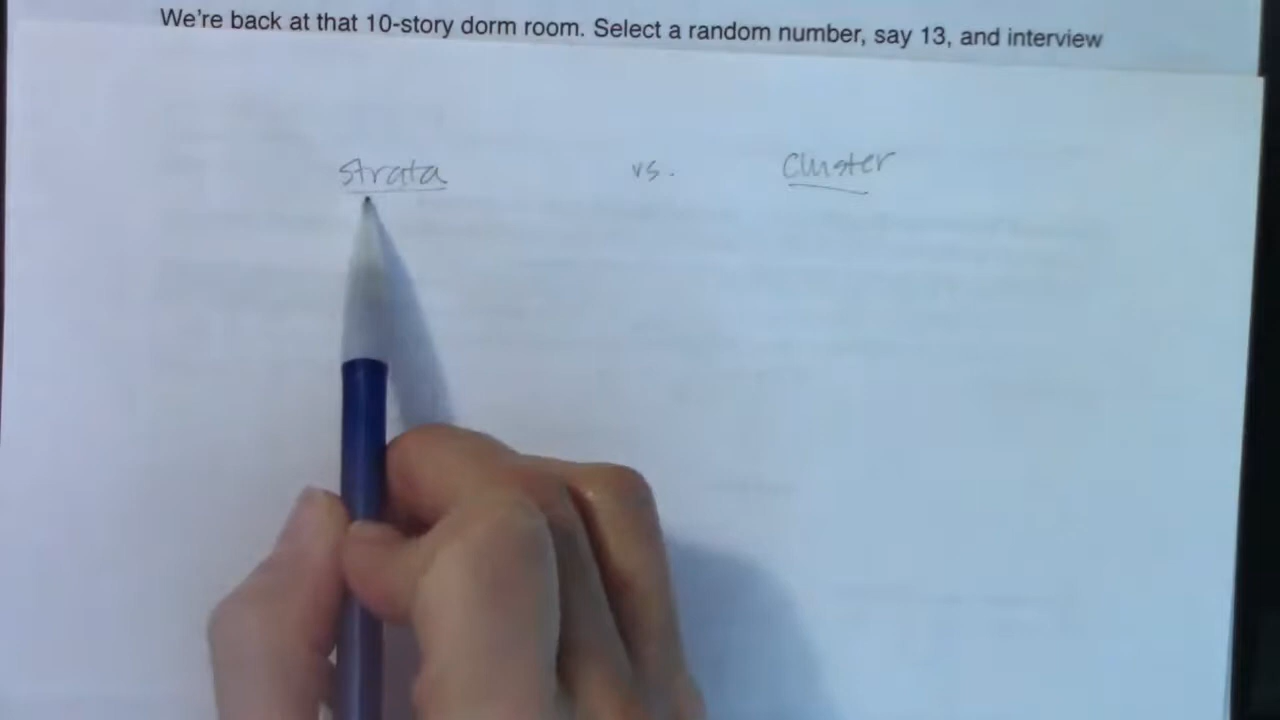 We're back at that 10-story dorm room. Select a random number, say 13, and interview
strata vs. cluster